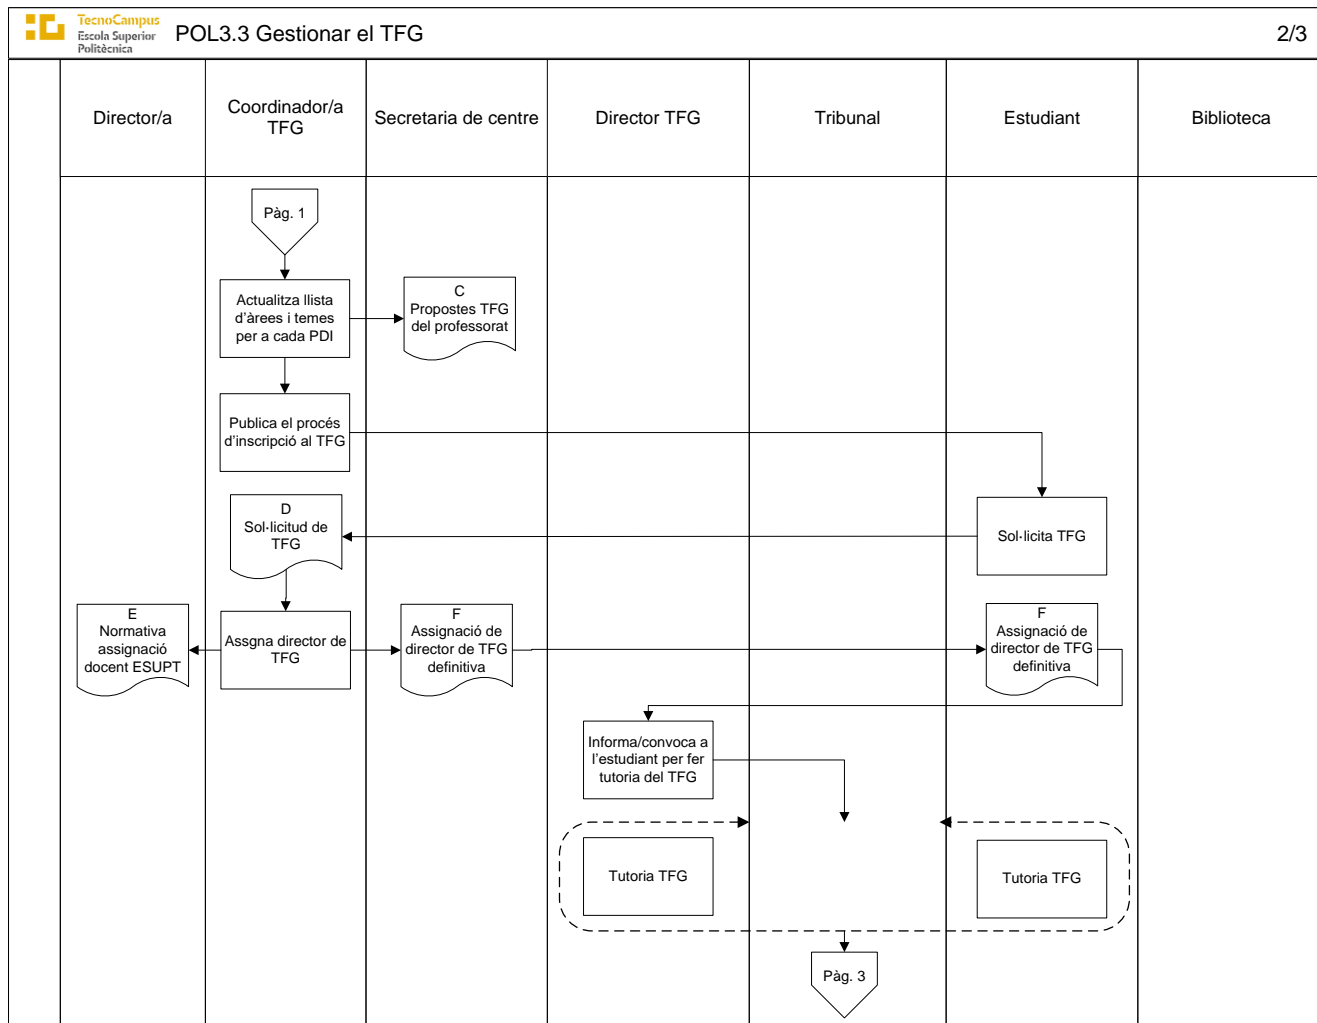 TecnoCampus
Escola Superior
Politècnica
POL3.3 Gestionar el TFG
2/3
Director/a
Coordinador/a
TFG
Secretaria de centre
Director TFG
Tribunal
Estudiant
Biblioteca
Pàg. 1
Actualitza llista
d'àrees i temes
per a cada PDI
C
Propostes TFG
del professorat
Publica el procés
d'inscripció al TFG
D
Sol·licitud de
TFG
Sol·licita TFG
E
Normativa
assignació
docent ESUPT
Assgna director de
TFG
F
Assignació de
director de TFG
definitiva
F
Assignació de
director de TFG
definitiva
Informa/convoca a
l'estudiant per fer
tutoria del TFG
Tutoria TFG
Tutoria TFG
Pàg. 3